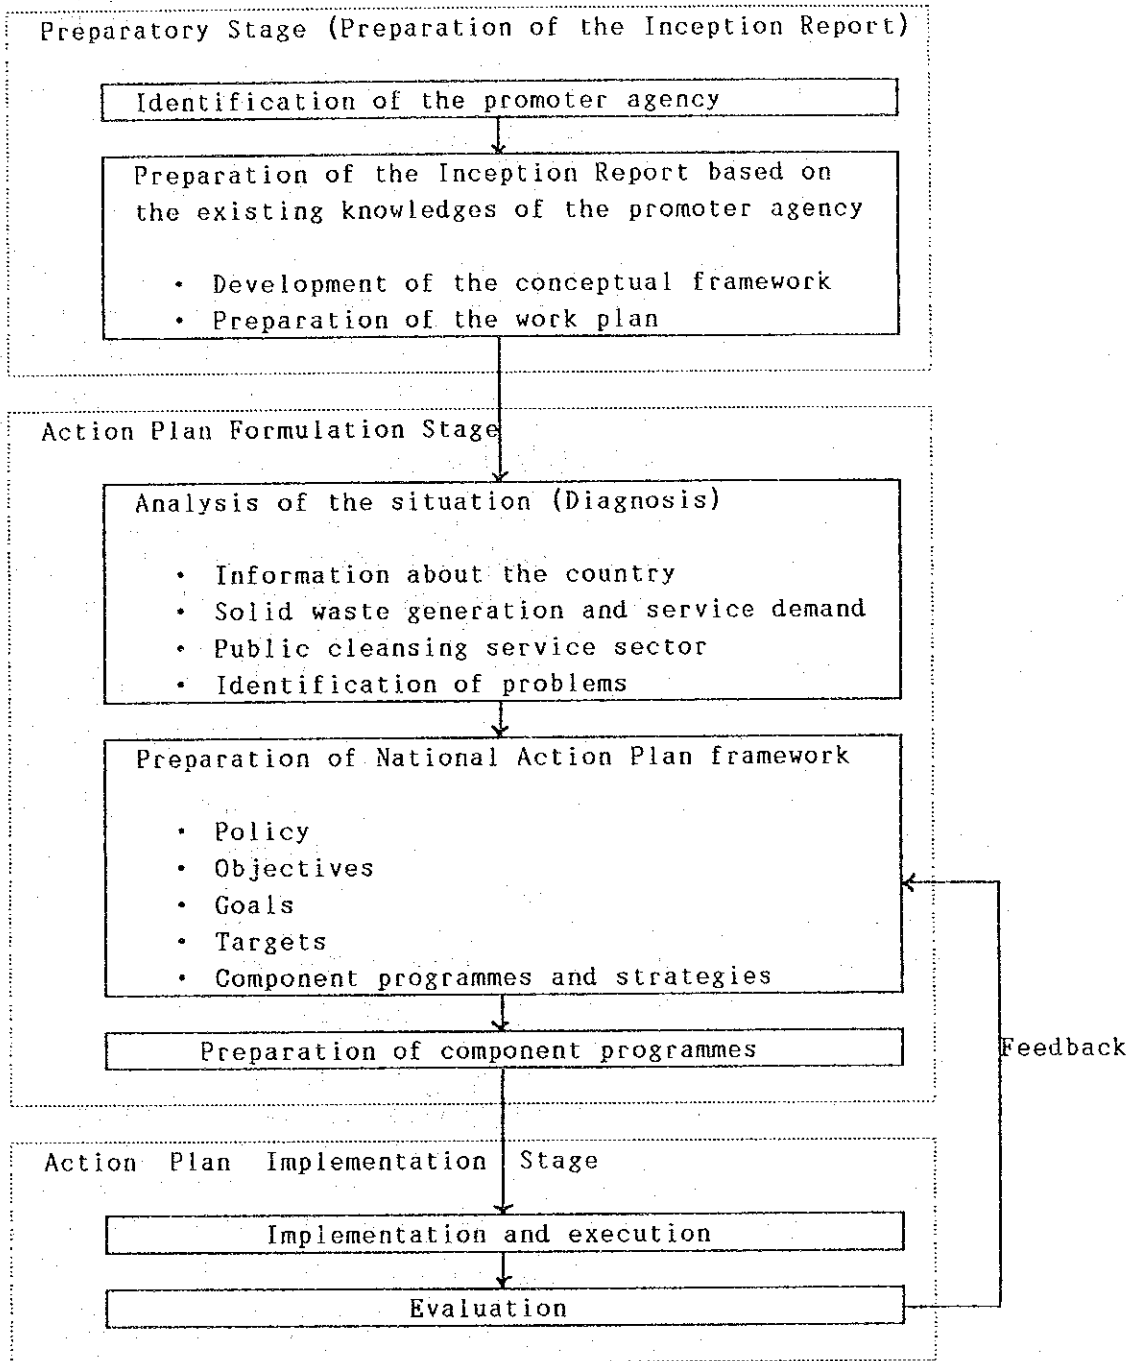 Preparatory Stage (Preparation of the Inception Report)
Identification of the promoter agency
Preparation of the Inception Report based on
the existing knowledges of the promoter agency
• Development of the conceptual framework
• Preparation of the work plan
Action Plan Formulation Stage
Analysis of the situation (Diagnosis)
• Information about the country
• Solid waste generation and service demand
• Public cleansing service sector
• Identification of problems
Preparation of National Action Plan framework
• Policy
• Objectives
• Goals
• Targets
• Component programmes and strategies
Preparation of component programmes
Feedback
Action Plan Implementation Stage
Implementation and execution
Evaluation